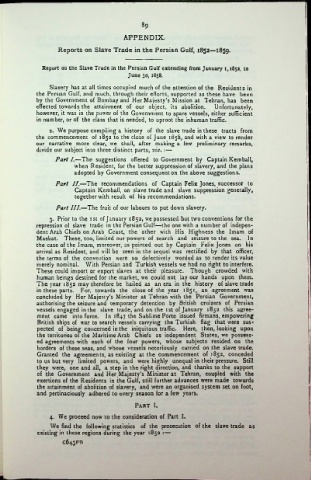 89
APPENDIX.
Reports on Slave Trade in the Persian Gulf, 1852—1859.
Report on the Slave Trade in the Persian Gulf extending from January 1, 1852, to
June 30, 1858.
Slavery has at all times occupied much of the attention of the Residents in
the Persian Gulf, and much, through their efforts, supported as these have been
by the Government of Bombay and Her Majesty's Mission at Tehran, has been
effected towards the attainment of our object, its abolition. Unfortunately,
however, it was in the power of the Government to spare vessels, either sufficient
in number, or of the class that is needed, to uproot the inhuman traffic.
2. We purpose compiling a history of the slave trade in these tracts from
the commencement of 1852 to the close of June 1858, and with a view to render
our narrative more clear, we shall, after making a few preliminary remarks,
divide our subject into three distinct parts, viz. :—
Part I.—The suggestions offered to Government by Captain Kemball,
when Resident, for the better suppression of slavery, and the plans
adopted by Government consequent on the above suggestions.
Part II.—The recommendations of Captain Felix Jones, successor to
Captain Kemball, on slave trade and slave suppression generally,
together with result of his recommendations.
Part III.—The fruit of our labours to put down slavery.
3. Prior to the 1st of January 1852, we possessed but two conventions for the
repression of slave trade in the Persian Gulf—the one with a number of indepen-
dent Arab Chiefs on Arab Coast, the other with His Highness the Imam of
Maskat. These, too, limited our powers of search and seizure to the sea. In
the case of the Imam, moreover, as pointed out by Captain Felix Jones on his
arrival as Resident, and will be seen in the sequel was rectified by that officer,
the terms of the convention were so defectively worded as to render its value
merely nominal. With Persian and Turkish vessels we had no right to interfere.
These could import or export slaves at their pleasure. Though crowded with
human beings destined for the market, we could not lay our hands upon them.
The year 1852 may therefore be hailed as an era in the history of slave trade
in these parts. For, towards the close of the year 1851, an agreement was
concluded by Her Majesty's Minister at Tehran with the Persian Government,
authorising the seizure and temporary detention by British cruizers of Persian
vessels engaged in the slave trade, and on the 1st January 1852 this agree-
ment came into force. In 1847 the Sublime Porte issued firmans, empowering
British ships of war to seize vessels carrying the Turkish flag that were sus-
pected of being concerned in the iniquitous traffic. Here, then, looking upon
the territories of the Maritime Arab Chiefs as independent States, we possess-
ed agreements with each of the four powers, whose subjects resided on the
borders of these seas, and whose vessels notoriously carried on the slave trade.
Granted the agreements, as existing at the commencement of 1852, conceded
to us but very limited powers, and were highly unequal in their pressure. Still
they were, one and all, a step in the right direction, and thanks to the support
of the Government and Her Majesty's Minister at Tehran, coupled with the
exertions of the Residents in the Gulf, still further advances were made towards
the attainment of abolition of slavery, and were an organised system set on foot,
and pertinaciously adhered to every season for a few years.
PART I.
4. We proceed now to the consideration of Part I.
We find the following statistics of the prosecution of the slave trade as
existing in these regions during the year 1852 :—
C645FD